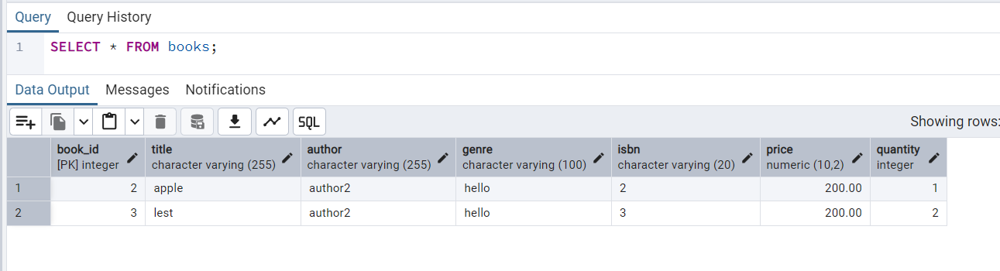 Query Query History
1 SELECT * FROM books;
Data Output Messages Notifications
SQL
Showing rows:
book_id title author genre isbn price quantity
[PK] integer character varying (255) character varying (255) character varying (100) character varying (20) numeric (10,2) integer
1 2 apple author2 hello 2 200.00 1
2 3 lest author2 hello 3 200.00 2